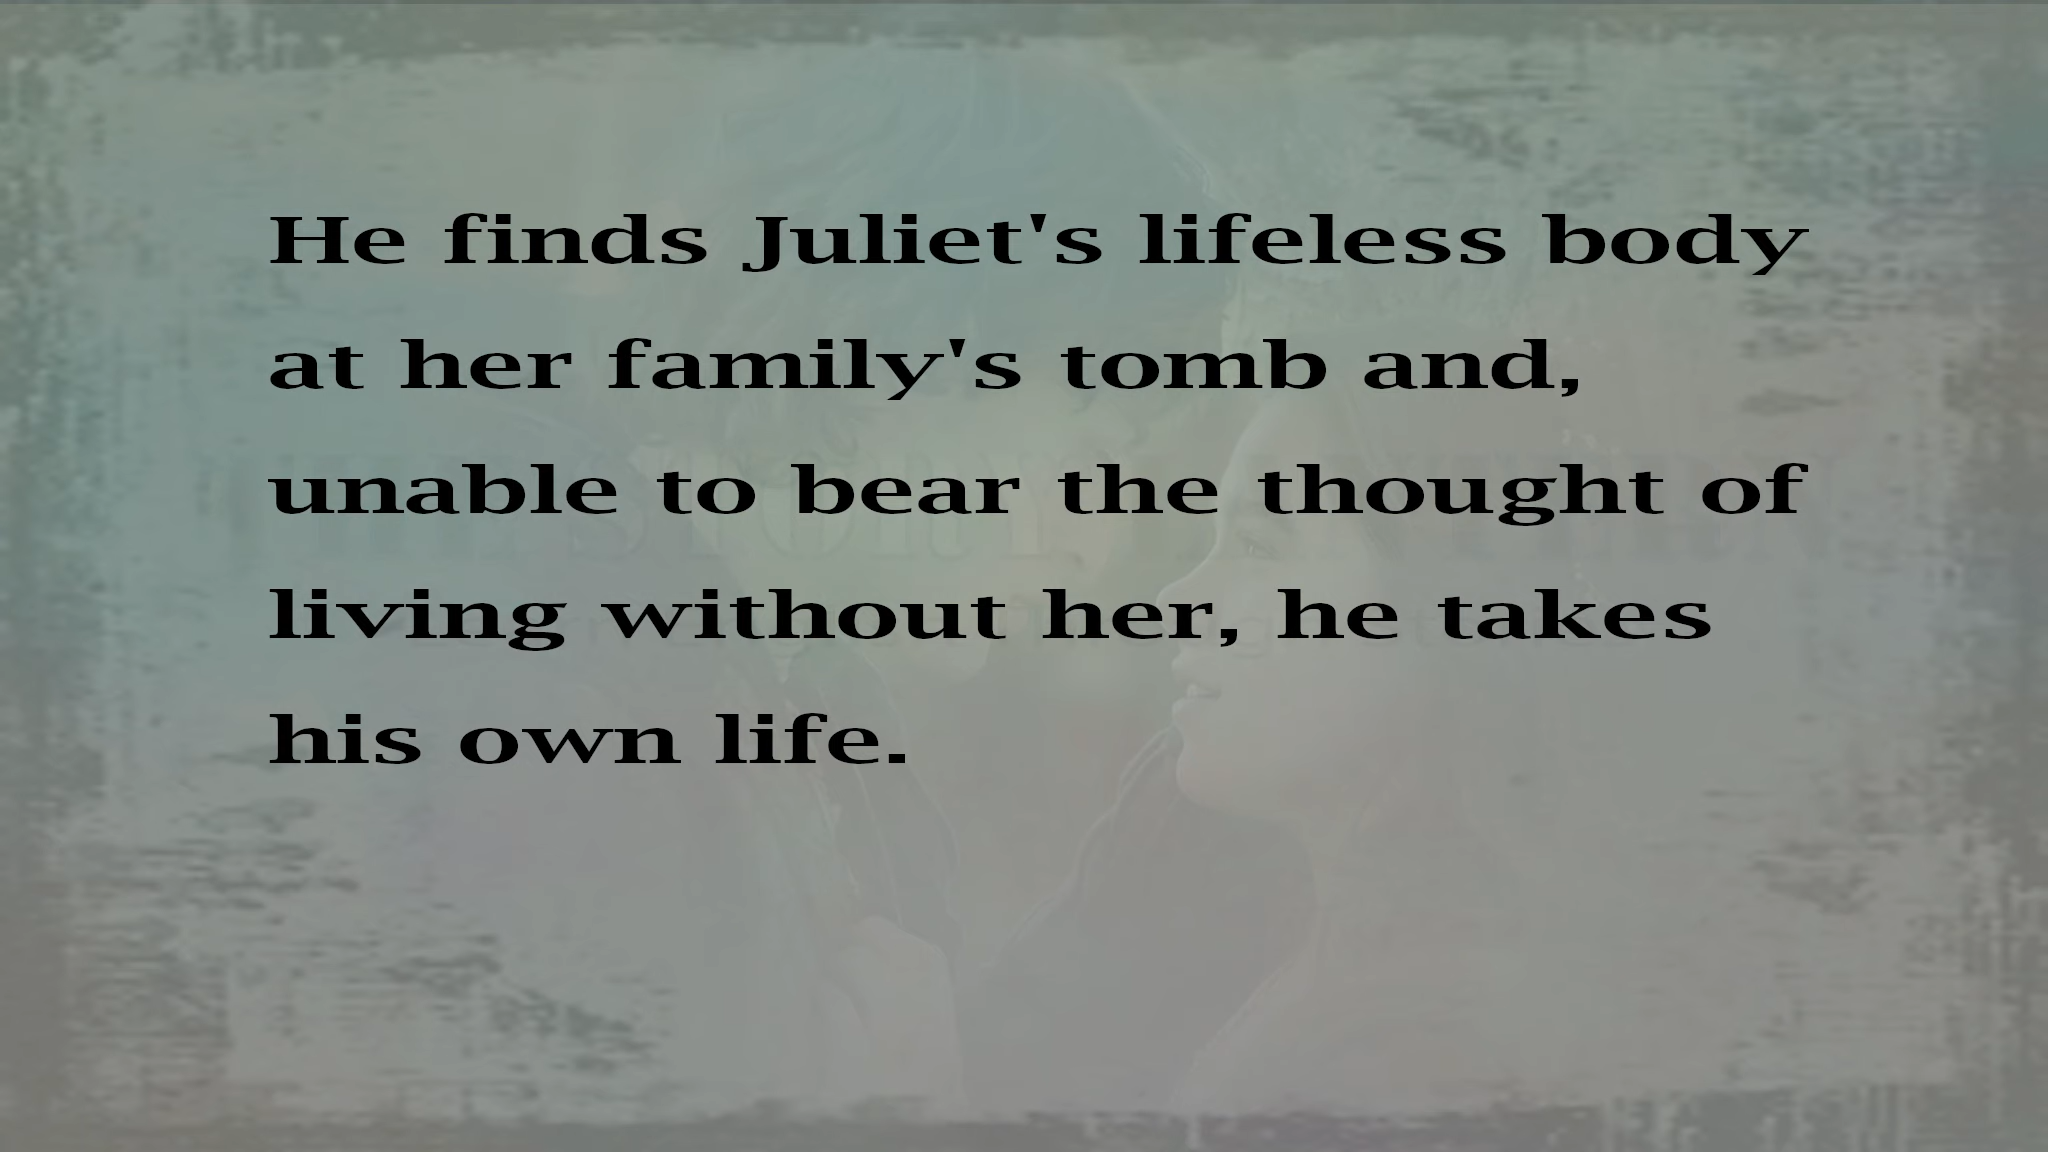 He finds Juliet's lifeless body
at her family's tomb and,
unable to bear the thought of
living without her, he takes
his own life.